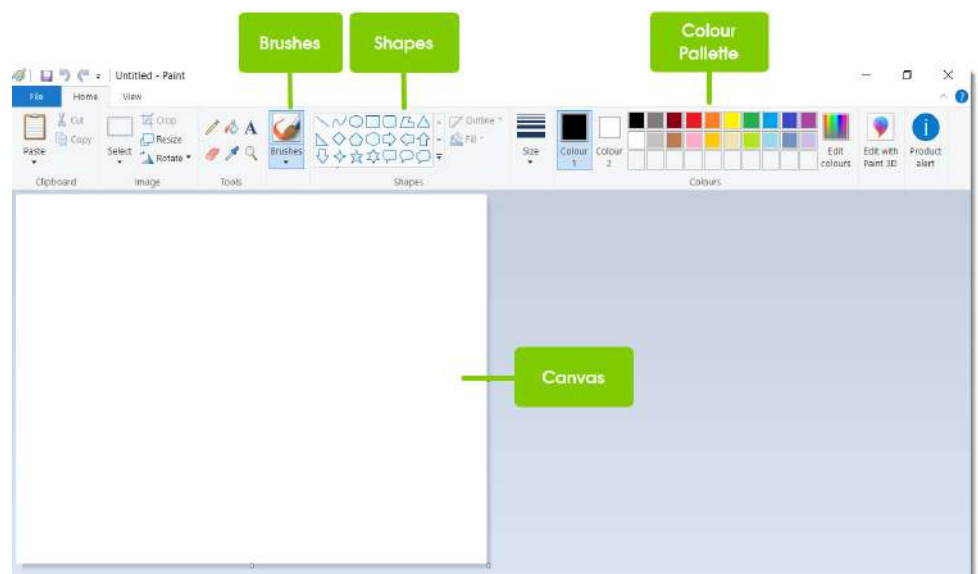 Brushes
Shapes
Colour
Pallette
Untitled - Paint
File
Home
View
Paste
Cut
Copy
Clipboard
Select
Crop
Resize
Rotate
Image
A
Tools
Brushes
Outline
Fill
Shapes
Size
Colour
1
Colour
2
Colours
Edit
colours
Edit with
Paint 3D
Product
alert
Canvas